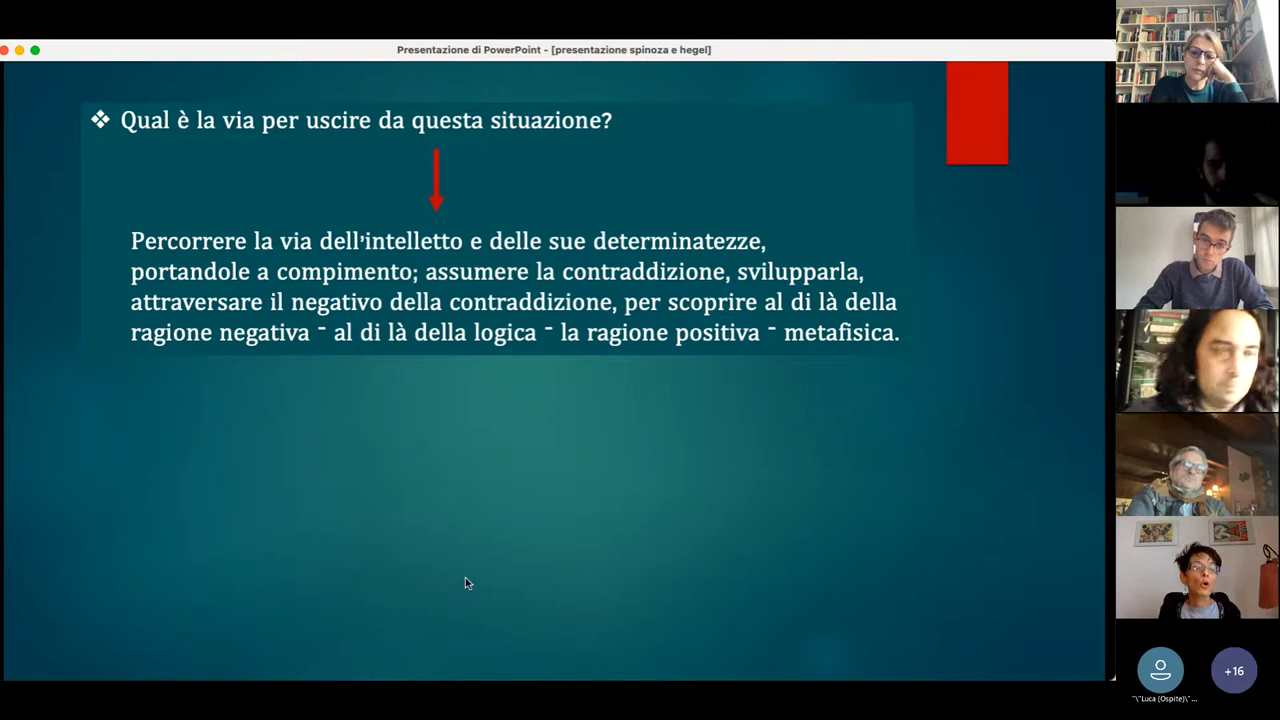 Presentazione di PowerPoint - [presentazione spinoza e hegel]
❖ Qual è la via per uscire da questa situazione?
Percorrere la via dell’intelletto e delle sue determinatezze,
portandole a compimento; assumere la contraddizione, svilupparla,
attraversare il negativo della contraddizione, per scoprire al di là della
ragione negativa - al di là della logica - la ragione positiva - metafisica.
+16
"\"Luca (Ospite)\" ...